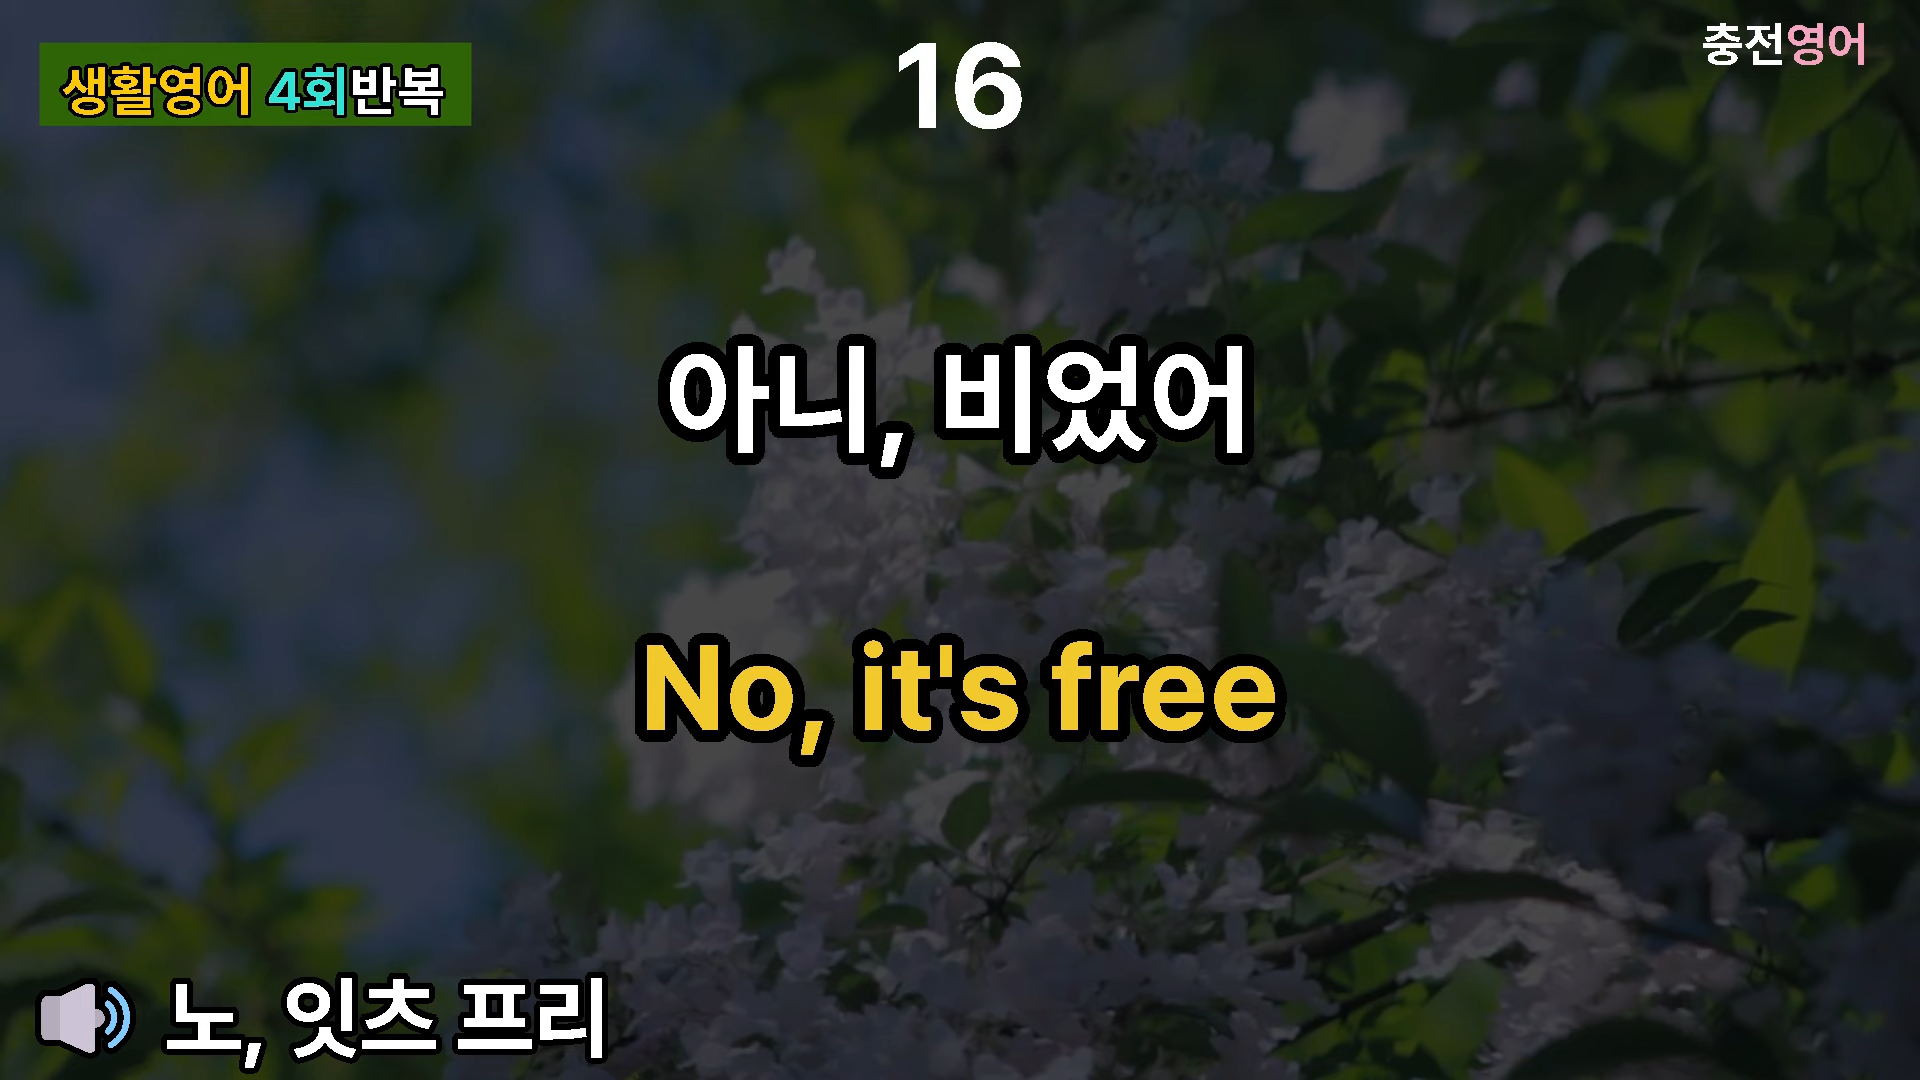 생활영어 4회반복
16
충전영어
아니, 비었어
No, it's free
노, 잇츠 프리